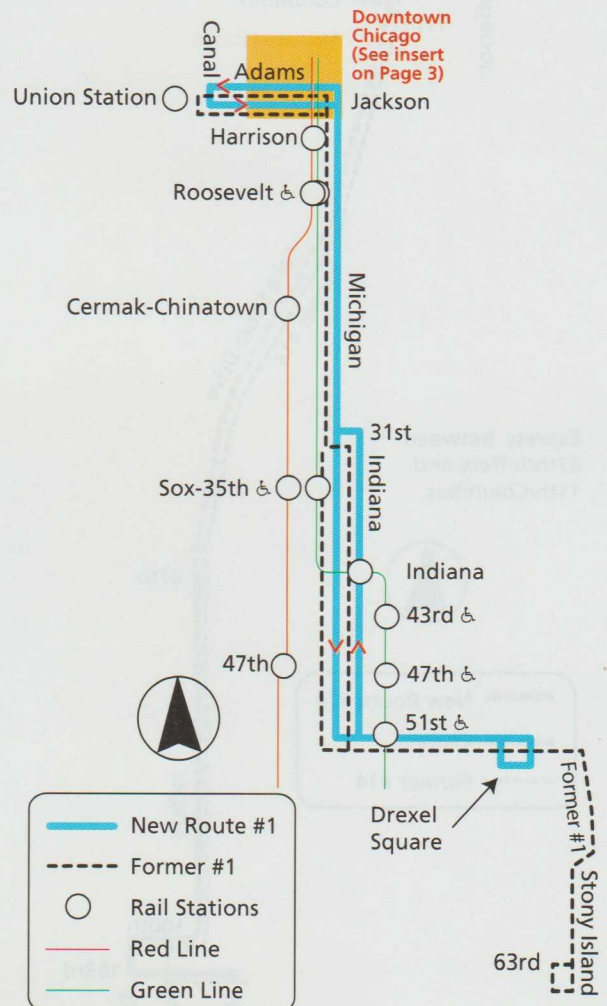 Downtown
Chicago
(See insert
on Page 3)
Canal
Adams
Union Station
Jackson
Harrison
Roosevelt ♿
Michigan
Cermak-Chinatown
31st
Indiana
Sox-35th ♿
Indiana
43rd ♿
47th
47th ♿
51st ♿
Drexel
Square
Former #1
Stony Island
63rd
New Route #1
Former #1
Rail Stations
Red Line
Green Line